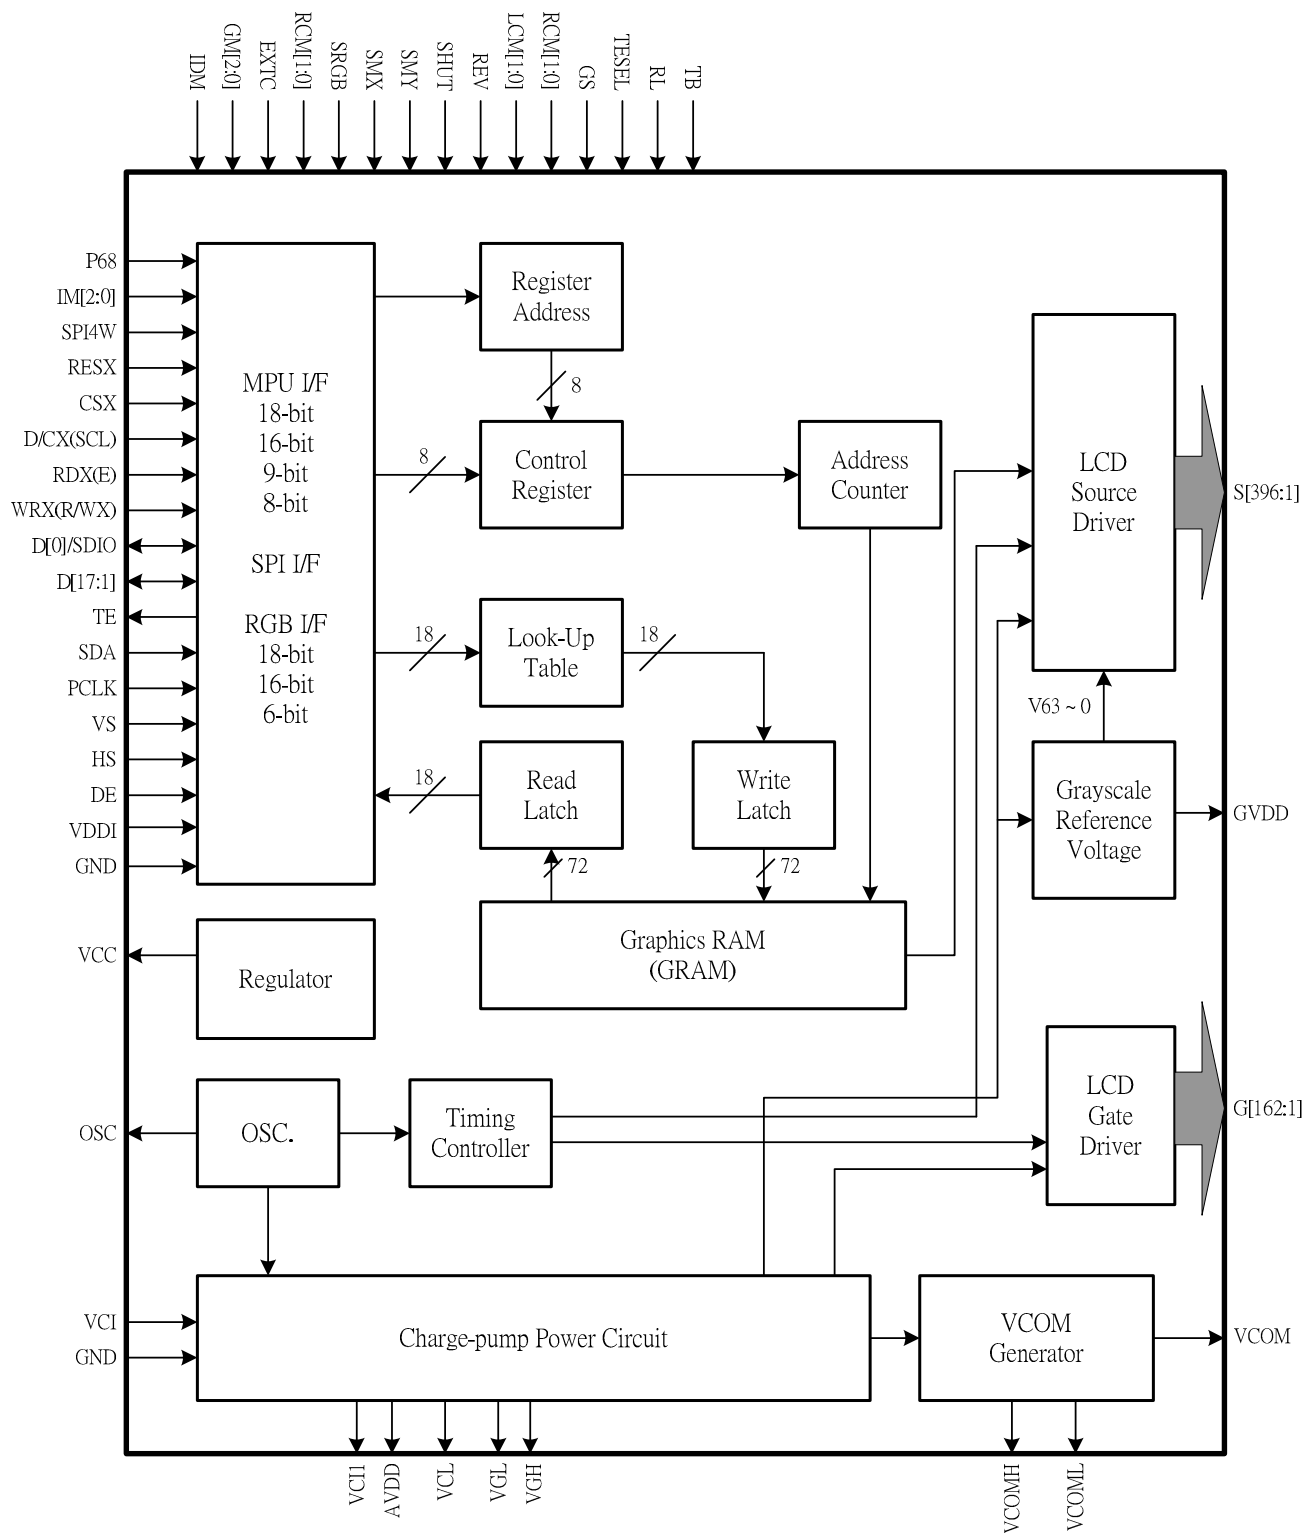 IDM
GM[2:0]
EXTC
RCM[1:0]
SRGB
SMX
SMY
SHUT
REV
LCM[1:0]
RCM[1:0]
GS
TESEL
RL
TB
P68
IM[2:0]
SPI4W
RESX
CSX
D/CX(SCL)
RDX(E)
WRX(R/WX)
D[0]/SDIO
D[17:1]
TE
SDA
PCLK
VS
HS
DE
VDDI
GND
VCC
OSC
VCI
GND
MPU I/F
18-bit
16-bit
9-bit
8-bit
SPI I/F
RGB I/F
18-bit
16-bit
6-bit
Register
Address
8
8
Control
Register
Address
Counter
18
Look-Up
Table
18
18
Read
Latch
Write
Latch
72
72
Graphics RAM
(GRAM)
LCD
Source
Driver
S[396:1]
V63 ~ 0
Grayscale
Reference
Voltage
GVDD
Regulator
OSC.
Timing
Controller
LCD
Gate
Driver
G[162:1]
Charge-pump Power Circuit
VCOM
Generator
VCOM
VCI1
AVDD
VCL
VGL
VGH
VCOMH
VCOML